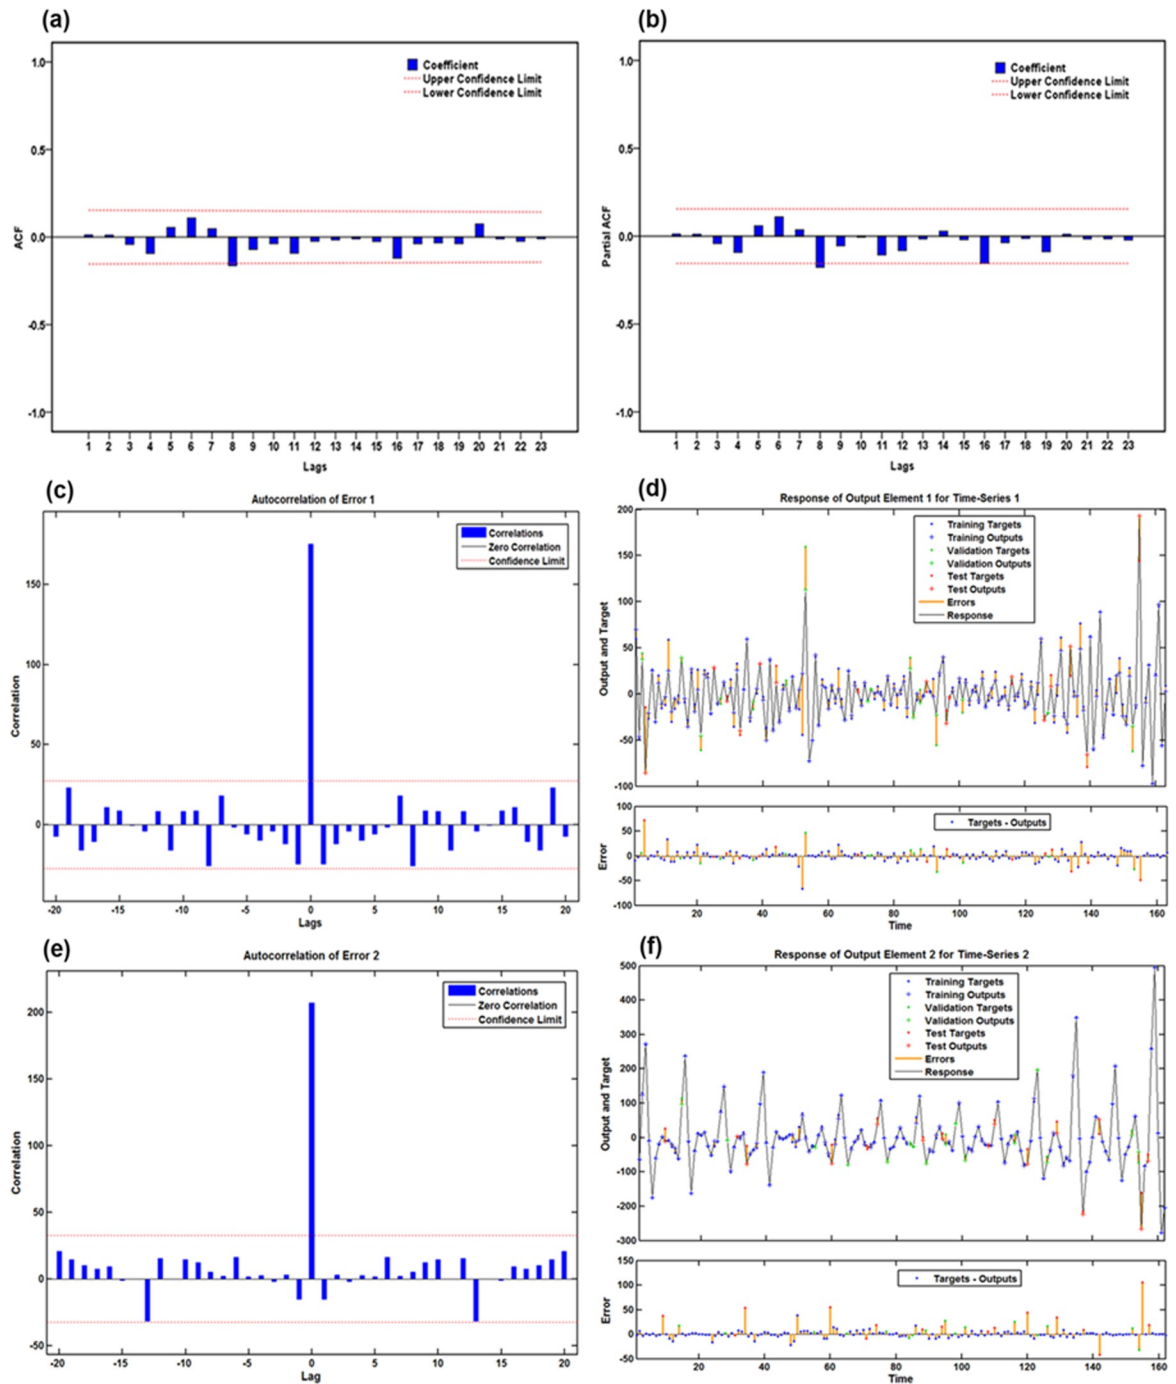 (a)
Coefficient
Upper Confidence Limit
Lower Confidence Limit
1.0
0.5
0.0
-0.5
-1.0
ACF
1 2 3 4 5 6 7 8 9 10 11 12 13 14 15 16 17 18 19 20 21 22 23
Lags
(b)
Coefficient
Upper Confidence Limit
Lower Confidence Limit
1.0
0.5
0.0
-0.5
-1.0
Partial ACF
1 2 3 4 5 6 7 8 9 10 11 12 13 14 15 16 17 18 19 20 21 22 23
Lags
(c)
Autocorrelation of Error 1
Correlations
Zero Correlation
Confidence Limit
150
100
50
0
Correlation
-20 -15 -10 -5 0 5 10 15 20
Lags
(d)
Response of Output Element 1 for Time-Series 1
Training Targets
Training Outputs
Validation Targets
Validation Outputs
Test Targets
Test Outputs
Errors
Response
200
150
100
50
0
-50
-100
Output and Target
Targets - Outputs
100
50
0
-50
-100
Error
20 40 60 80 100 120 140 160
Time
(e)
Autocorrelation of Error 2
Correlations
Zero Correlation
Confidence Limit
200
150
100
50
0
-50
Correlation
-20 -15 -10 -5 0 5 10 15 20
Lag
(f)
Response of Output Element 2 for Time-Series 2
Training Targets
Training Outputs
Validation Targets
Validation Outputs
Test Targets
Test Outputs
Errors
Response
500
400
300
200
100
0
-100
-200
-300
Output and Target
Targets - Outputs
150
100
50
0
-50
Error
20 40 60 80 100 120 140 160
Time